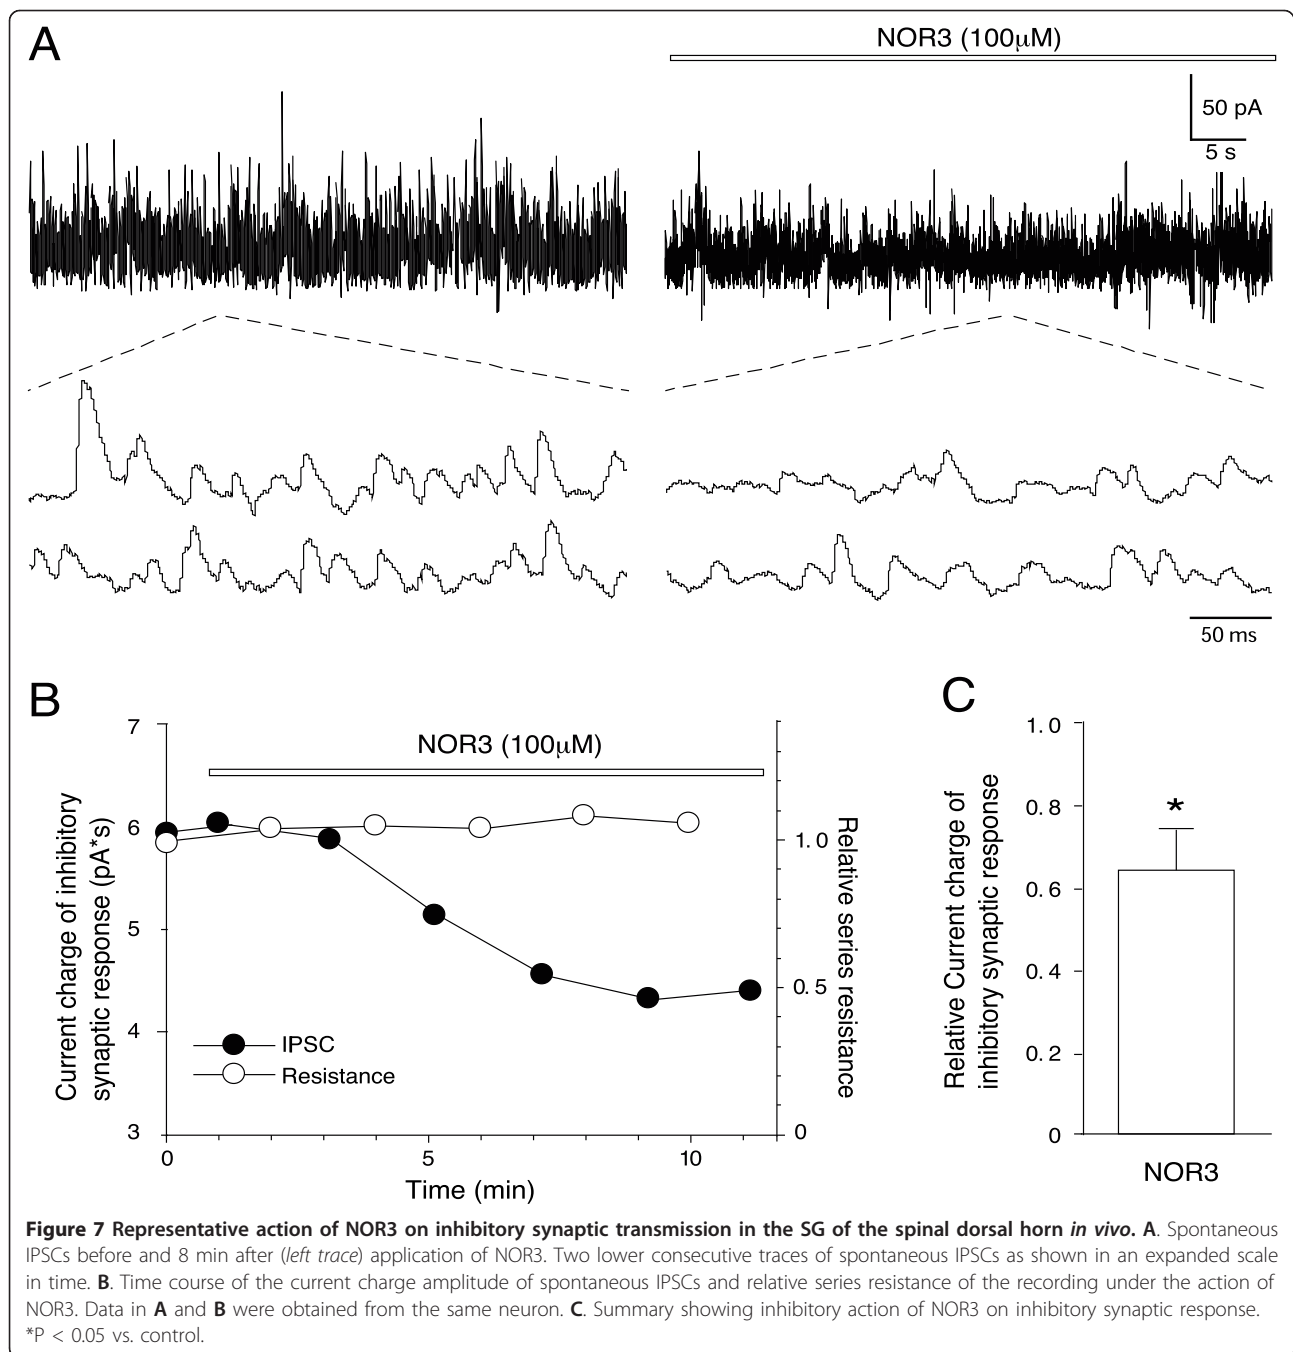 A
NOR3 (100μM)
50 pA
5 s
50 ms
B
7
6
5
4
3
Current charge of inhibitory
synaptic response (pA*s)
NOR3 (100μM)
IPSC
Resistance
1.0
0.5
0
Relative series resistance
0
5
10
Time (min)
C
1.0
0.8
0.6
0.4
0.2
0
Relative Current charge of
inhibitory synaptic response
*
NOR3
Figure 7 Representative action of NOR3 on inhibitory synaptic transmission in the SG of the spinal dorsal horn in vivo. A. Spontaneous
IPSCs before and 8 min after (left trace) application of NOR3. Two lower consecutive traces of spontaneous IPSCs as shown in an expanded scale
in time. B. Time course of the current charge amplitude of spontaneous IPSCs and relative series resistance of the recording under the action of
NOR3. Data in A and B were obtained from the same neuron. C. Summary showing inhibitory action of NOR3 on inhibitory synaptic response.
*P < 0.05 vs. control.